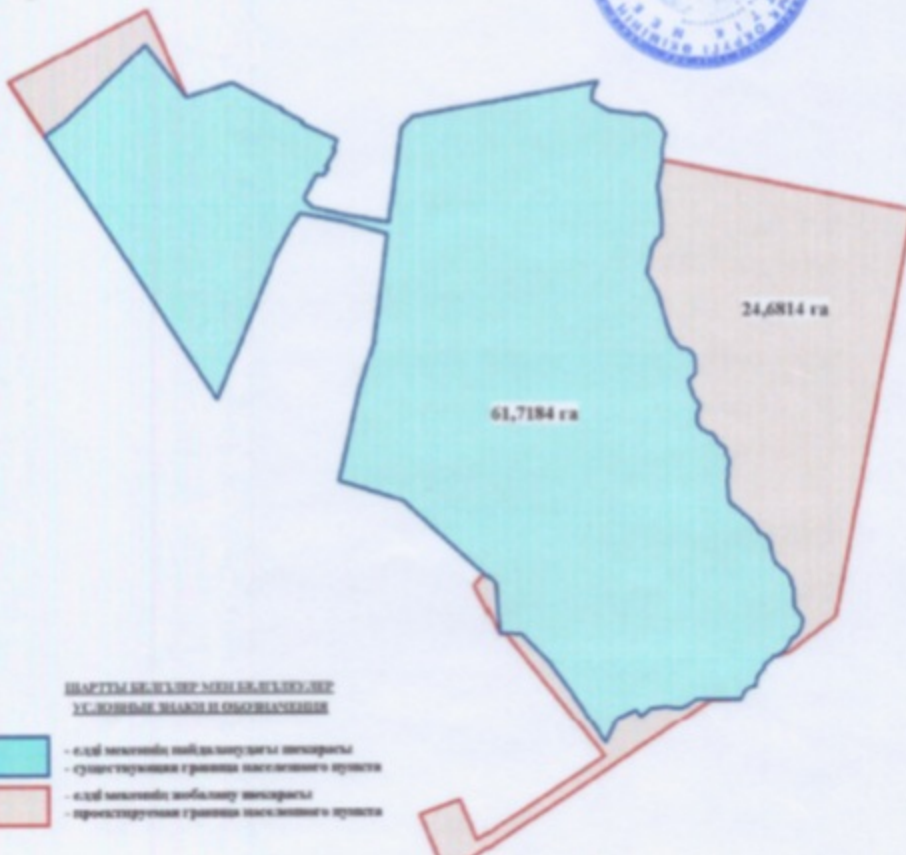 24,6814 га
61,7184 га
ШАРТТЫ БЕЛГІЛЕР МЕН БЕЛГІЛЕУЛЕР
УСЛОВНЫЕ ЗНАКИ И ОБОЗНАЧЕНИЯ
- елді мекеннің пайдаланудағы шекарасы
- существующая граница населенного пункта
- елді мекеннің жобалану шекарасы
- проектируемая граница населенного пункта